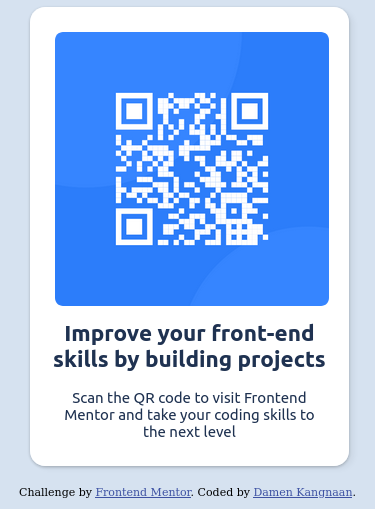 Improve your front-end
skills by building projects
Scan the QR code to visit Frontend
Mentor and take your coding skills to
the next level
Challenge by Frontend Mentor. Coded by Damen Kangnaan.